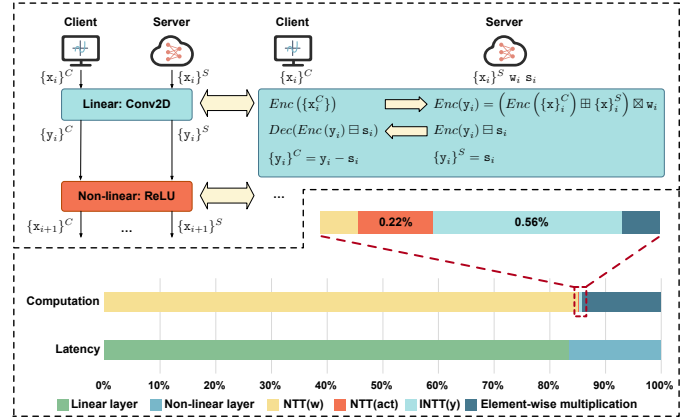 Client Server Client Server
{x_i}^C {x_i}^S {x_i}^C {x_i}^S w_i s_i
Linear: Conv2D
Enc({x_i^C}) Enc(y_i) = (Enc({x}_i^C) ⊞ {x}_i^S) ⊠ w_i
Dec(Enc(y_i) ⊟ s_i) Enc(y_i) ⊟ s_i
{y_i}^C = y_i − s_i {y_i}^S = s_i
{y_i}^C {y_i}^S
Non-linear: ReLU ...
{x_{i+1}}^C ... {x_{i+1}}^S ...
0.22% 0.56%
Computation
Latency
0% 10% 20% 30% 40% 50% 60% 70% 80% 90% 100%
Linear layer Non-linear layer NTT(w) NTT(act) INTT(y) Element-wise multiplication